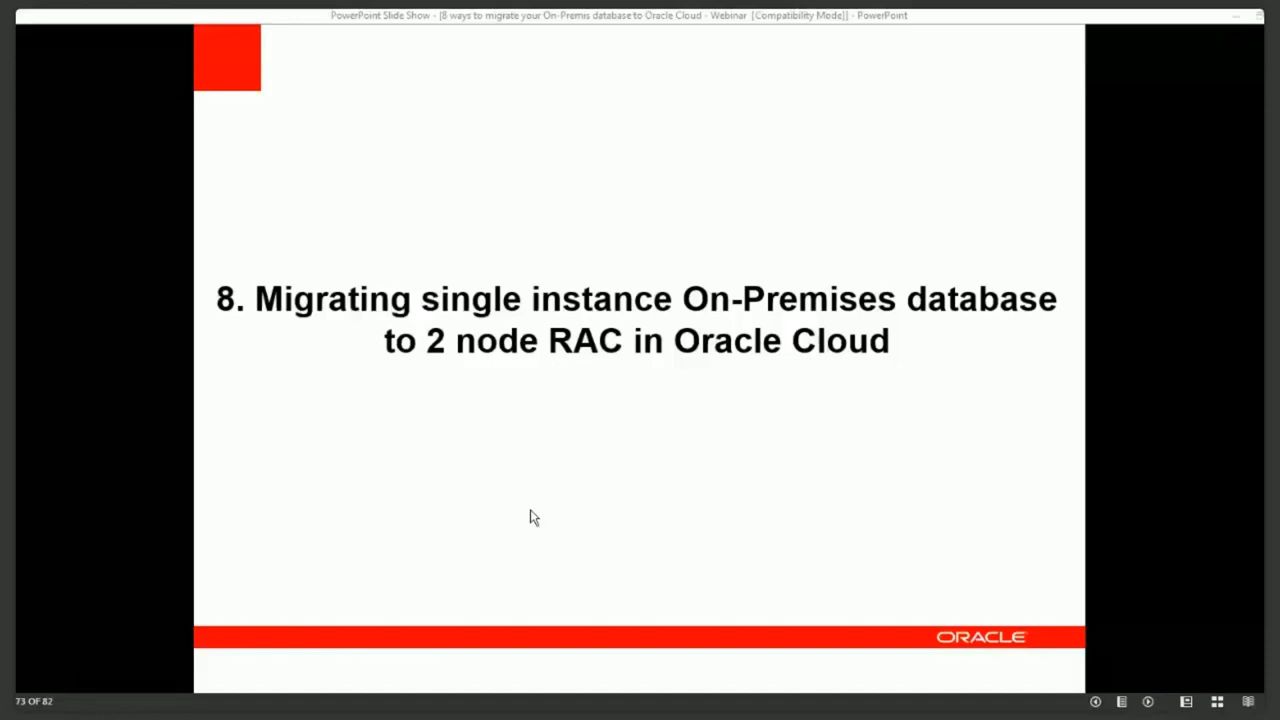 PowerPoint Slide Show - [8 ways to migrate your On-Premis database to Oracle Cloud - Webinar [Compatibility Mode]] - PowerPoint
8. Migrating single instance On-Premises database
to 2 node RAC in Oracle Cloud
ORACLE
73 OF 82